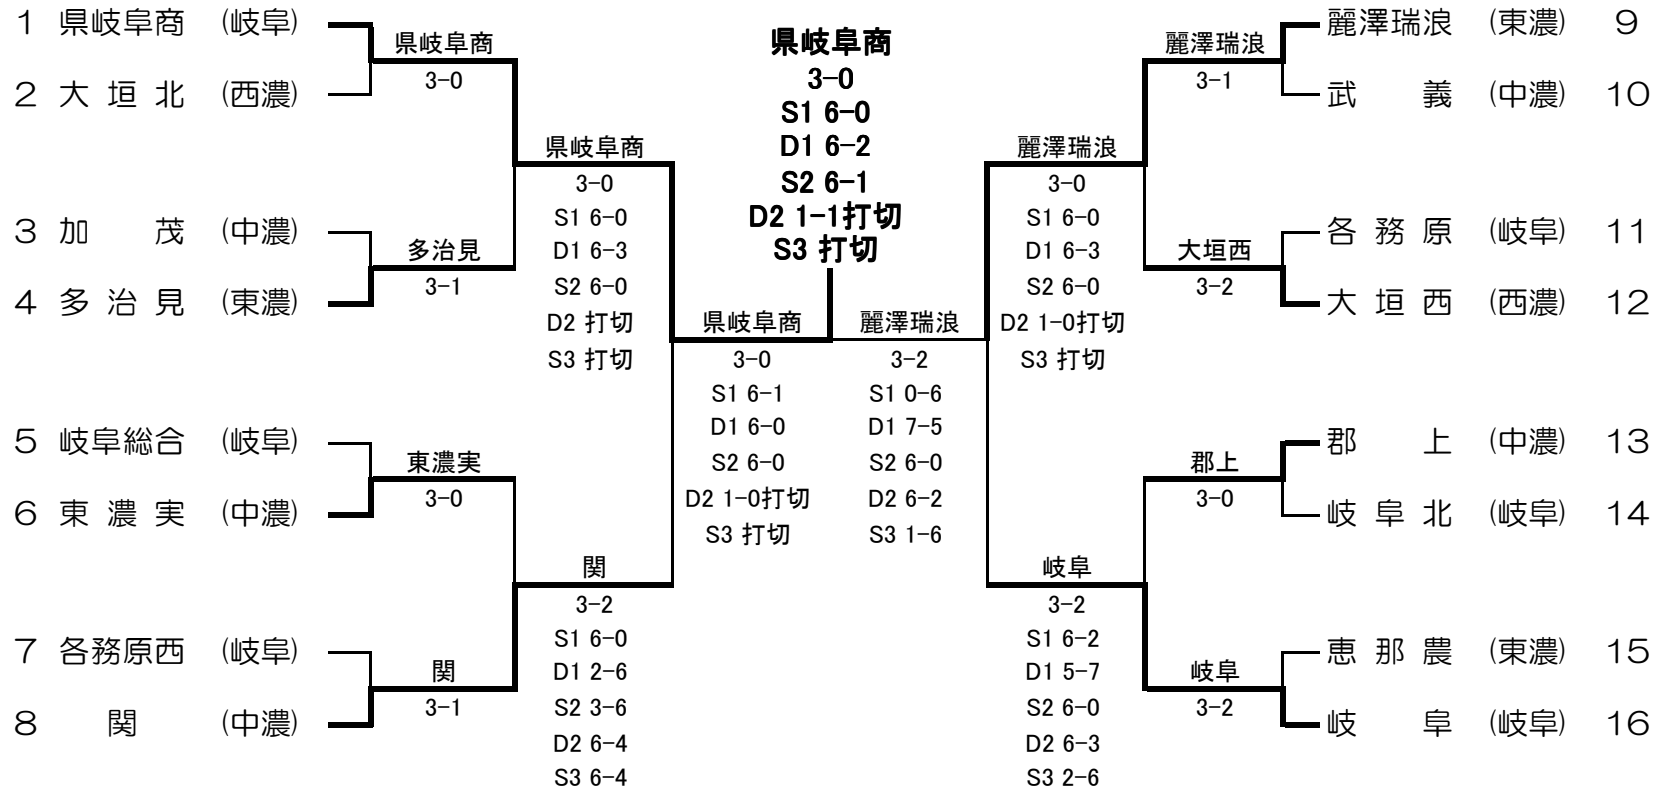 1 県岐阜商 (岐阜)
2 大垣北 (西濃)
3 加茂 (中濃)
4 多治見 (東濃)
5 岐阜総合 (岐阜)
6 東濃実 (中濃)
7 各務原西 (岐阜)
8 関 (中濃)
県岐阜商
3-0
多治見
3-1
東濃実
3-0
関
3-1
県岐阜商
3-0
S1 6-0
D1 6-3
S2 6-0
D2 打切
S3 打切
関
3-2
S1 6-0
D1 2-6
S2 3-6
D2 6-4
S3 6-4
県岐阜商
3-0
S1 6-1
D1 6-0
S2 6-0
D2 1-0打切
S3 打切
県岐阜商
3-0
S1 6-0
D1 6-2
S2 6-1
D2 1-1打切
S3 打切
麗澤瑞浪
3-2
S1 0-6
D1 7-5
S2 6-0
D2 6-2
S3 1-6
麗澤瑞浪
3-0
S1 6-0
D1 6-3
S2 6-0
D2 1-0打切
S3 打切
岐阜
3-2
S1 6-2
D1 5-7
S2 6-0
D2 6-3
S3 2-6
麗澤瑞浪
3-1
大垣西
3-2
郡上
3-0
岐阜
3-2
麗澤瑞浪 (東濃) 9
武義 (中濃) 10
各務原 (岐阜) 11
大垣西 (西濃) 12
郡上 (中濃) 13
岐阜北 (岐阜) 14
恵那農 (東濃) 15
岐阜 (岐阜) 16